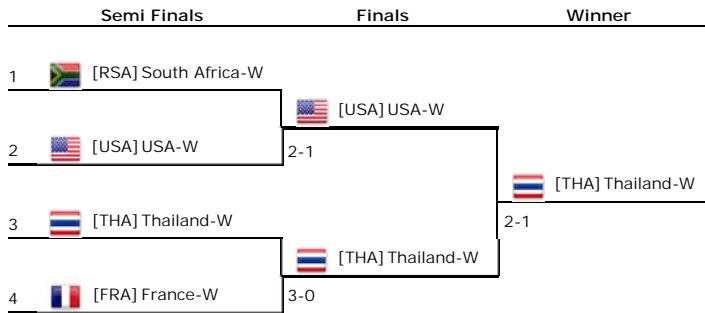 Semi Finals Finals Winner
1 [RSA] South Africa-W
[USA] USA-W
2 [USA] USA-W
2-1
[THA] Thailand-W
3 [THA] Thailand-W
2-1
[THA] Thailand-W
4 [FRA] France-W
3-0